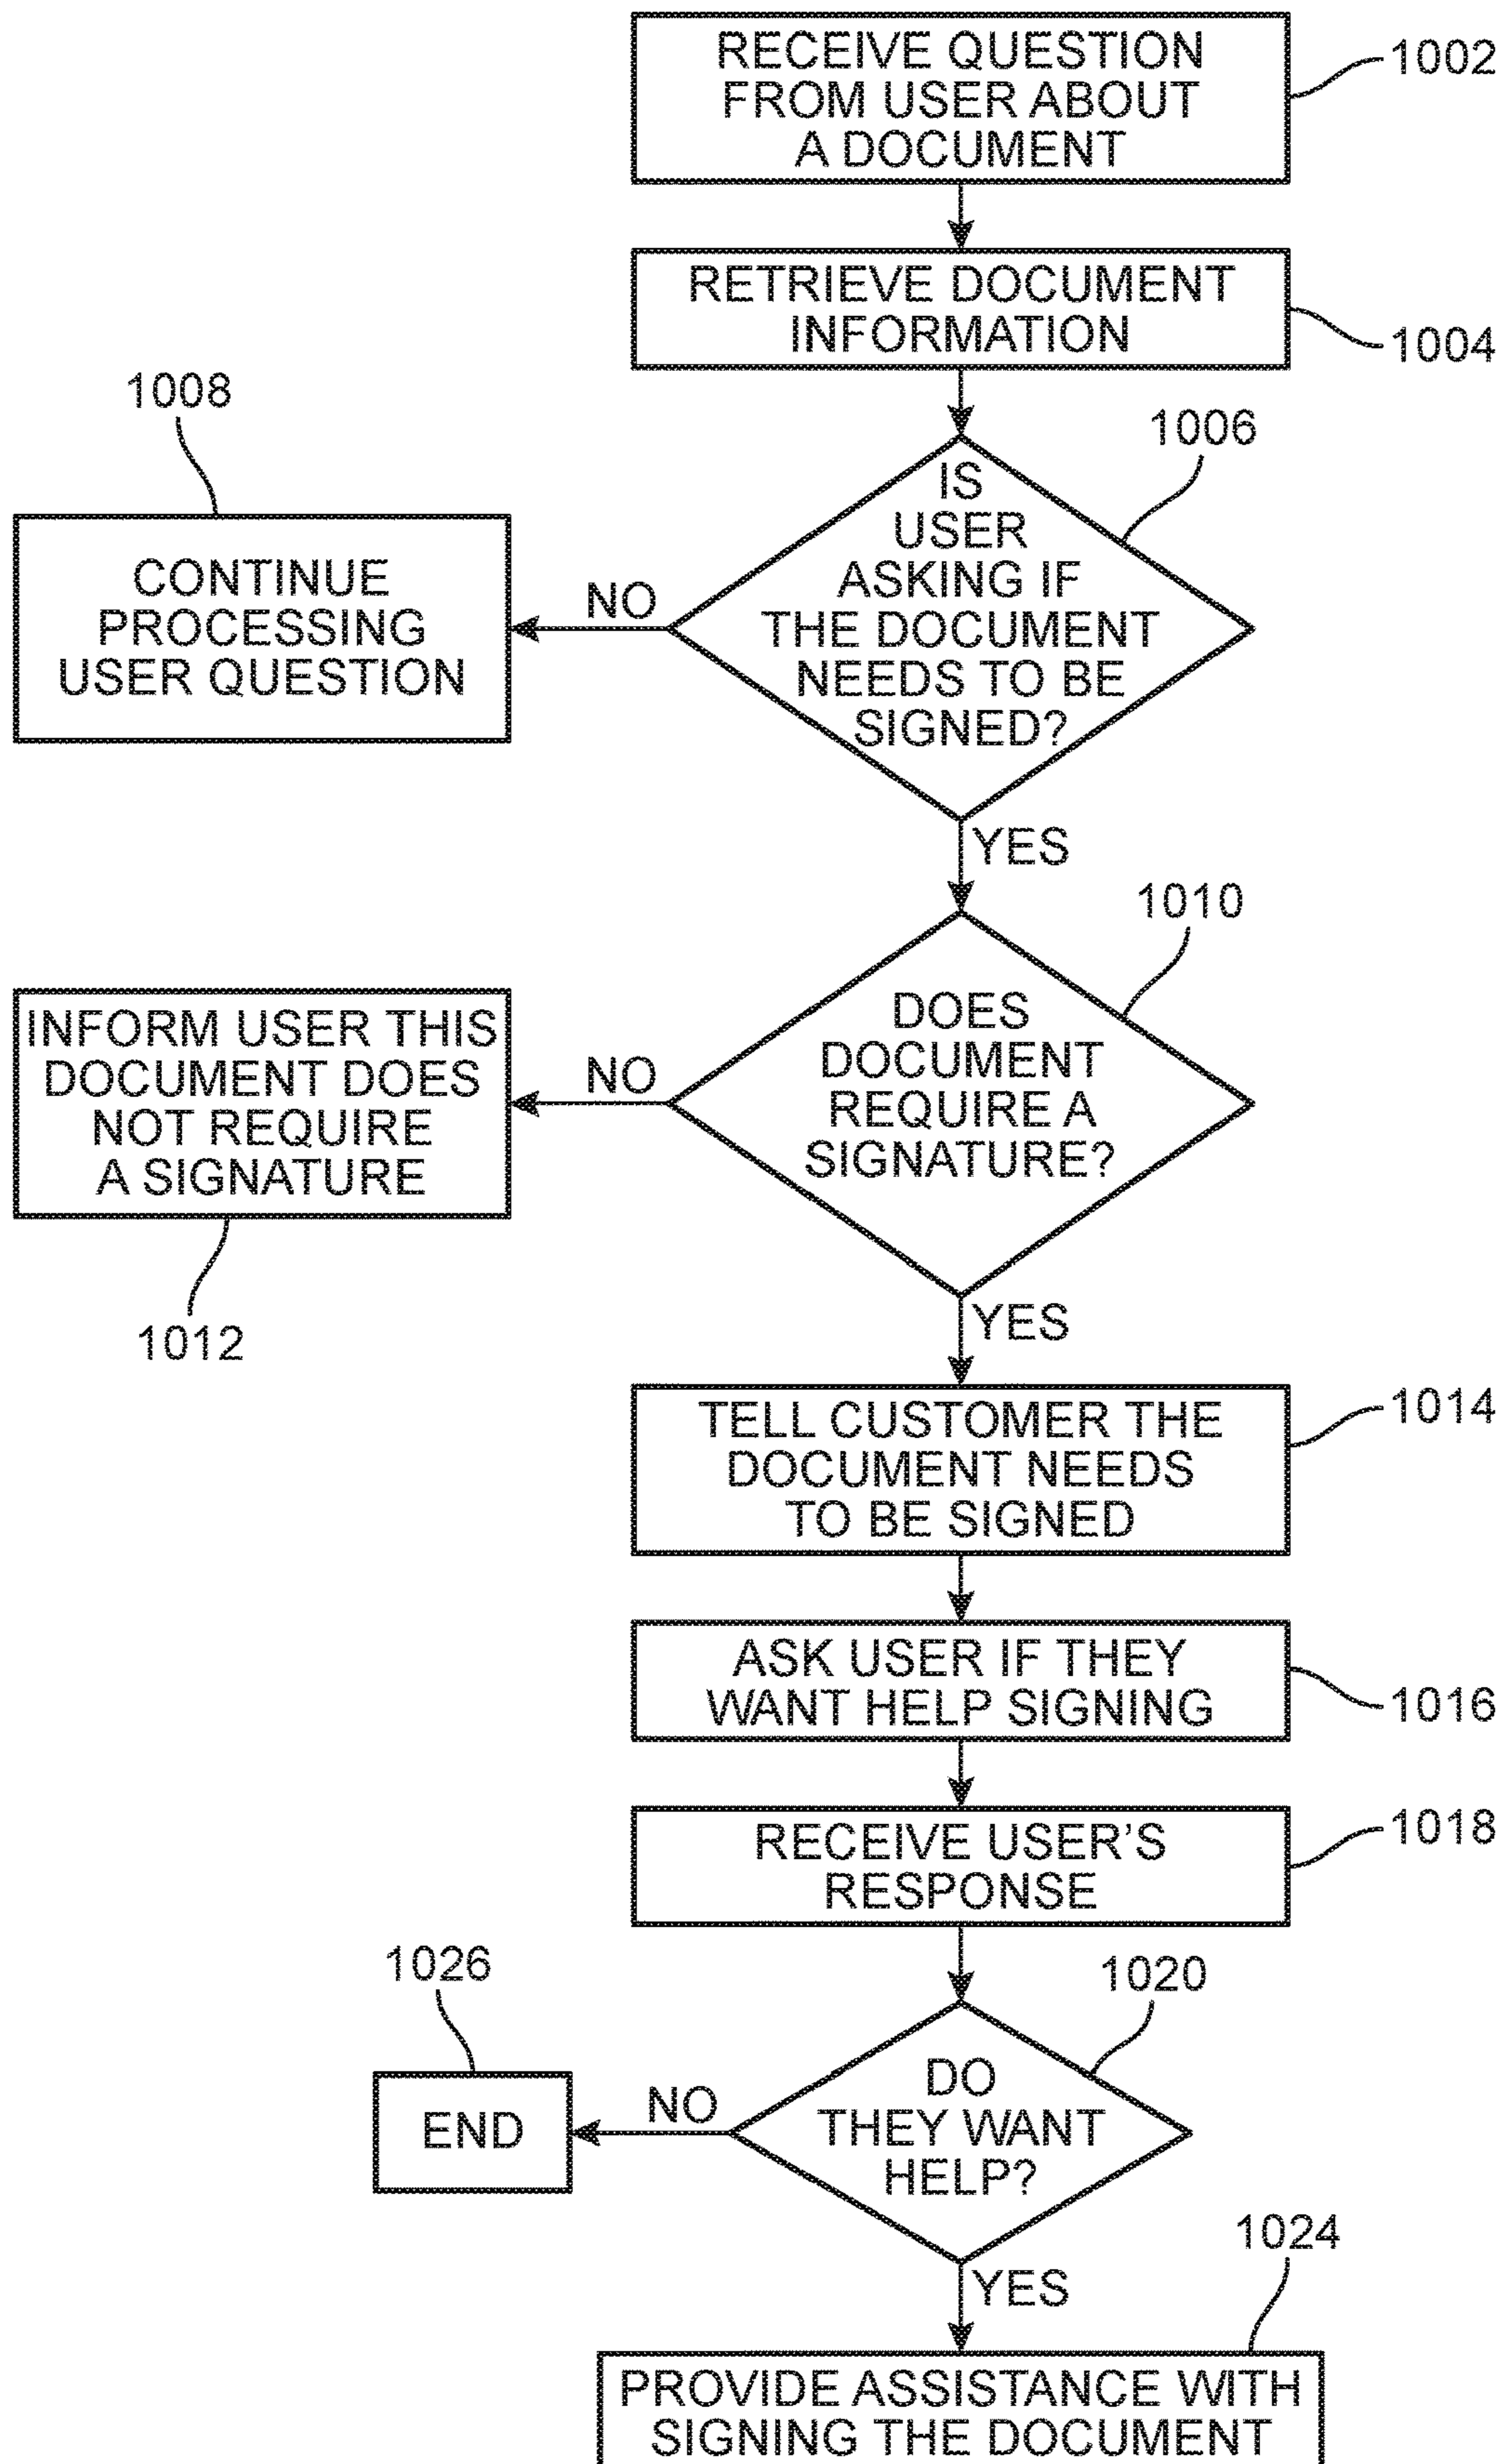 RECEIVE QUESTION
FROM USER ABOUT
A DOCUMENT
1002
RETRIEVE DOCUMENT
INFORMATION
1004
1006
IS
USER
ASKING IF
THE DOCUMENT
NEEDS TO BE
SIGNED?
NO
1008
CONTINUE
PROCESSING
USER QUESTION
YES
1010
DOES
DOCUMENT
REQUIRE A
SIGNATURE?
NO
INFORM USER THIS
DOCUMENT DOES
NOT REQUIRE
A SIGNATURE
1012
YES
TELL CUSTOMER THE
DOCUMENT NEEDS
TO BE SIGNED
1014
ASK USER IF THEY
WANT HELP SIGNING
1016
RECEIVE USER'S
RESPONSE
1018
1020
DO
THEY WANT
HELP?
NO
1026
END
YES
1024
PROVIDE ASSISTANCE WITH
SIGNING THE DOCUMENT